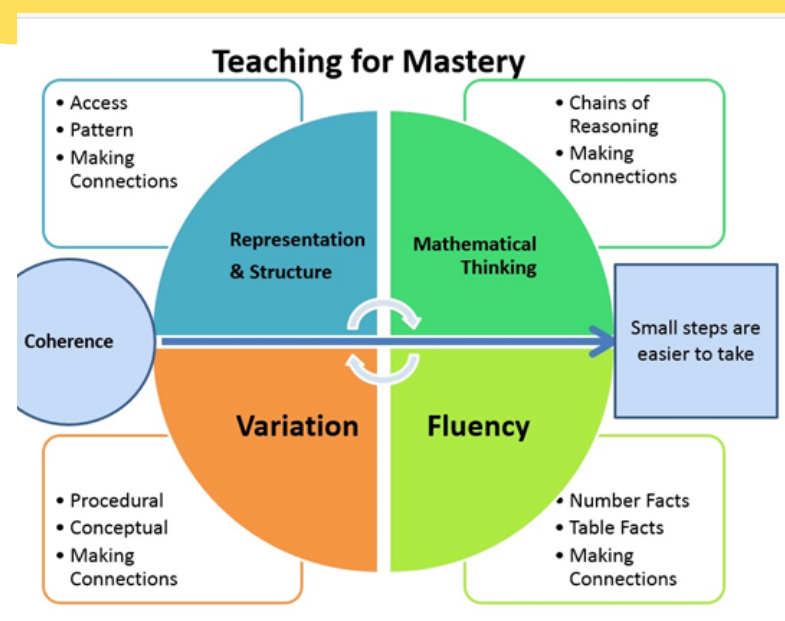 Teaching for Mastery
• Access
• Pattern
• Making
Connections
• Chains of
Reasoning
• Making
Connections
Representation
& Structure
Mathematical
Thinking
Coherence
Small steps are
easier to take
Variation
Fluency
• Procedural
• Conceptual
• Making
Connections
• Number Facts
• Table Facts
• Making
Connections